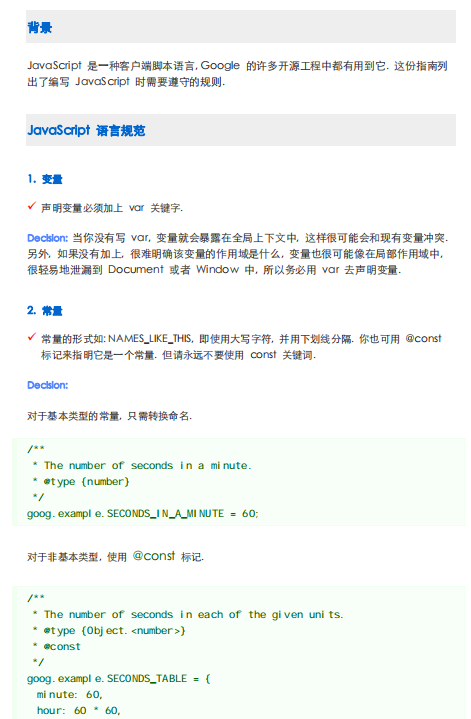 背景
JavaScript 是一种客户端脚本语言, Google 的许多开源工程中都有用到它. 这份指南列
出了编写 JavaScript 时需要遵守的规则.
JavaScript 语言规范
1. 变量
✓ 声明变量必须加上 var 关键字.
Decision: 当你没有写 var, 变量就会暴露在全局上下文中, 这样很可能会和现有变量冲突.
另外, 如果没有加上, 很难明确该变量的作用域是什么, 变量也很可能像在局部作用域中,
很轻易地泄漏到 Document 或者 Window 中, 所以务必用 var 去声明变量.
2. 常量
✓ 常量的形式如: NAMES_LIKE_THIS, 即使用大写字符, 并用下划线分隔. 你也可用 @const
标记来指明它是一个常量. 但请永远不要使用 const 关键词.
Decision:
对于基本类型的常量, 只需转换命名.
/**
 * The number of seconds in a minute.
 * @type {number}
 */
goog.example.SECONDS_IN_A_MINUTE = 60;
对于非基本类型, 使用 @const 标记.
/**
 * The number of seconds in each of the given units.
 * @type {Object.<number>}
 * @const
 */
goog.example.SECONDS_TABLE = {
  minute: 60,
  hour: 60 * 60,